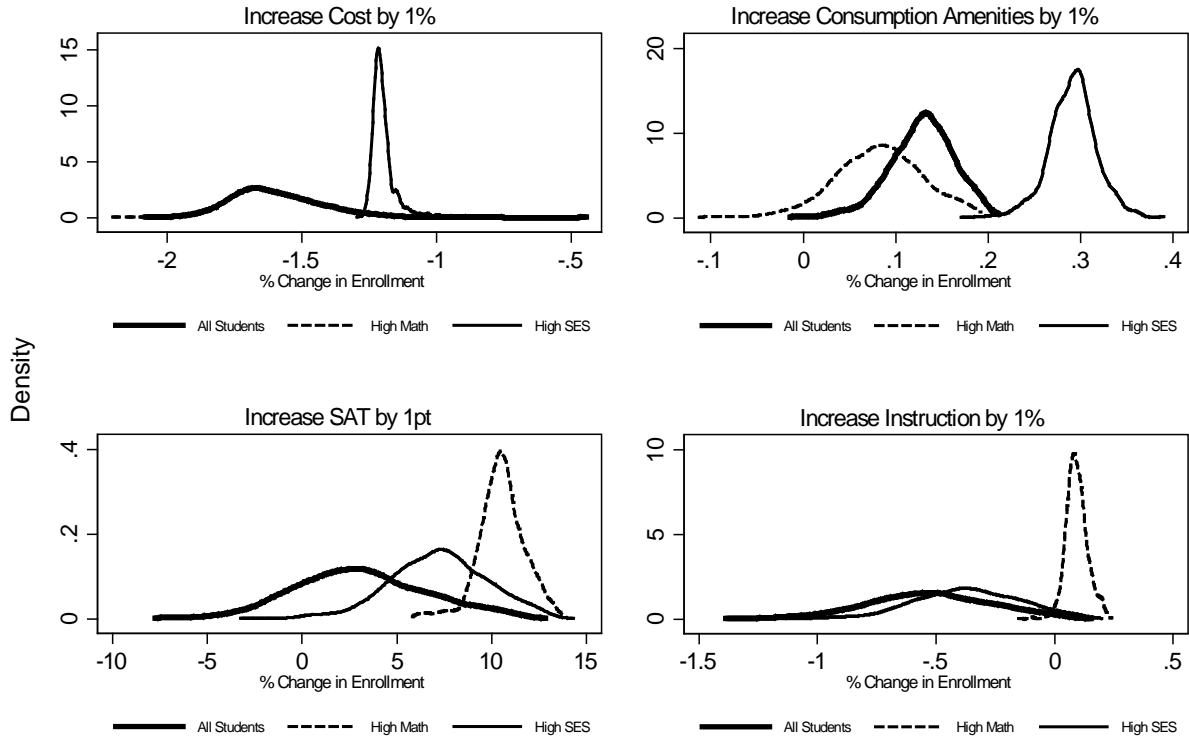 Increase Cost by 1%
15
10
5
0
-2 -1.5 -1 -.5
% Change in Enrollment
All Students High Math High SES
Increase Consumption Amenities by 1%
20
10
0
-.1 0 .1 .2 .3 .4
% Change in Enrollment
All Students High Math High SES
Density
Increase SAT by 1pt
.4
.2
0
-10 -5 0 5 10 15
% Change in Enrollment
All Students High Math High SES
Increase Instruction by 1%
10
5
0
-1.5 -1 -.5 0 .5
% Change in Enrollment
All Students High Math High SES